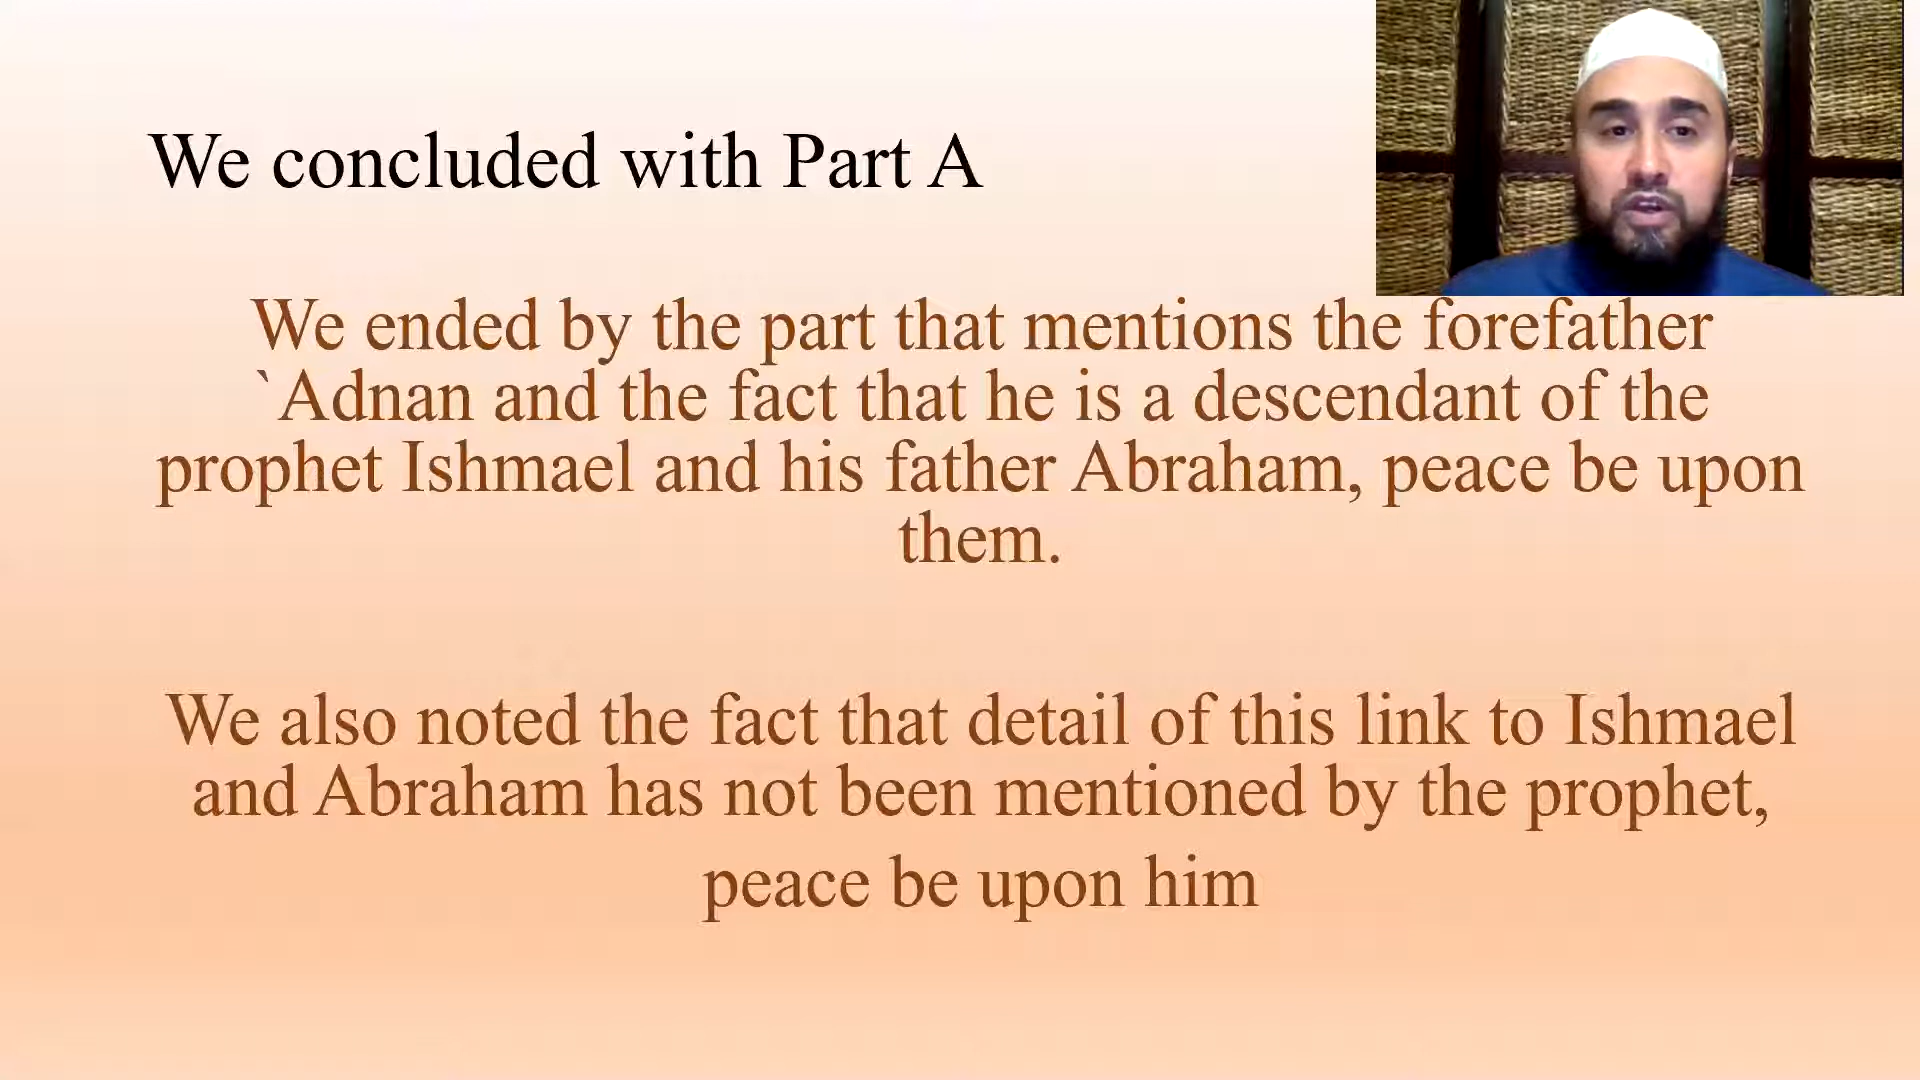 We concluded with Part A
We ended by the part that mentions the forefather
`Adnan and the fact that he is a descendant of the
prophet Ishmael and his father Abraham, peace be upon
them.
We also noted the fact that detail of this link to Ishmael
and Abraham has not been mentioned by the prophet,
peace be upon him